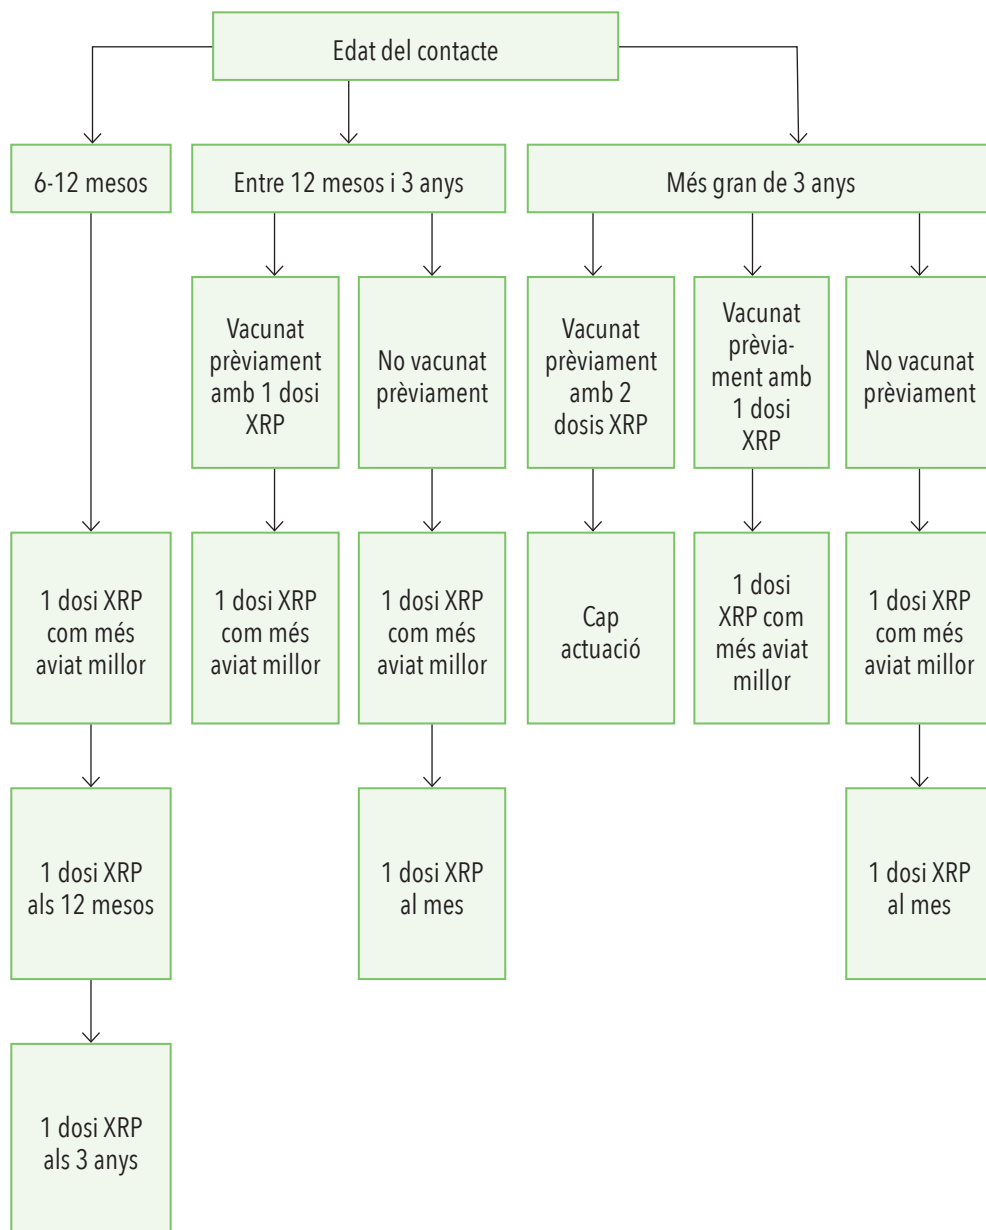 Edat del contacte
6-12 mesos
Entre 12 mesos i 3 anys
Més gran de 3 anys
Vacunat
prèviament
amb 1 dosi
XRP
No vacunat
prèviament
Vacunat
prèviament
amb 2
dosis XRP
Vacunat
prèvia-
ment amb
1 dosi
XRP
No vacunat
prèviament
1 dosi XRP
com més
aviat millor
1 dosi XRP
com més
aviat millor
1 dosi XRP
com més
aviat millor
Cap
actuació
1 dosi
XRP com
més aviat
millor
1 dosi XRP
com més
aviat millor
1 dosi XRP
als 12 mesos
1 dosi XRP
al mes
1 dosi XRP
al mes
1 dosi XRP
als 3 anys